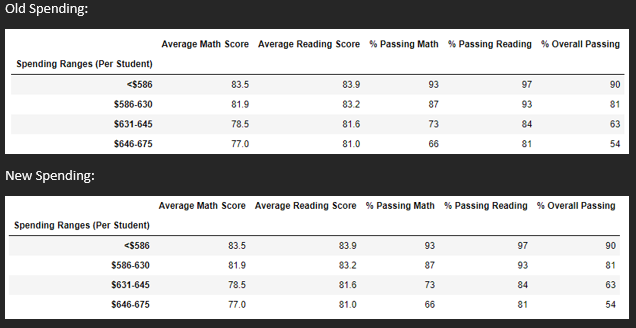 Old Spending:
Average Math Score Average Reading Score % Passing Math % Passing Reading % Overall Passing
Spending Ranges (Per Student)
<$586 83.5 83.9 93 97 90
$586-630 81.9 83.2 87 93 81
$631-645 78.5 81.6 73 84 63
$646-675 77.0 81.0 66 81 54
New Spending:
Average Math Score Average Reading Score % Passing Math % Passing Reading % Overall Passing
Spending Ranges (Per Student)
<$586 83.5 83.9 93 97 90
$586-630 81.9 83.2 87 93 81
$631-645 78.5 81.6 73 84 63
$646-675 77.0 81.0 66 81 54